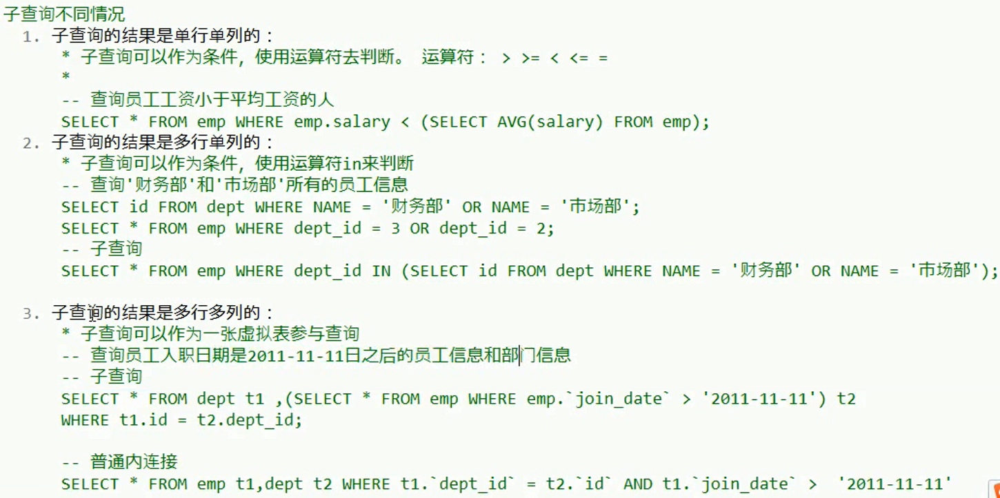 子查询不同情况
1. 子查询的结果是单行单列的：
* 子查询可以作为条件，使用运算符去判断。 运算符： > >= < <= =
*
-- 查询员工工资小于平均工资的人
SELECT * FROM emp WHERE emp.salary < (SELECT AVG(salary) FROM emp);
2. 子查询的结果是多行单列的：
* 子查询可以作为条件，使用运算符in来判断
-- 查询'财务部'和'市场部'所有的员工信息
SELECT id FROM dept WHERE NAME = '财务部' OR NAME = '市场部';
SELECT * FROM emp WHERE dept_id = 3 OR dept_id = 2;
-- 子查询
SELECT * FROM emp WHERE dept_id IN (SELECT id FROM dept WHERE NAME = '财务部' OR NAME = '市场部');
3. 子查询的结果是多行多列的：
* 子查询可以作为一张虚拟表参与查询
-- 查询员工入职日期是2011-11-11日之后的员工信息和部门信息
-- 子查询
SELECT * FROM dept t1 ,(SELECT * FROM emp WHERE emp.`join_date` > '2011-11-11') t2
WHERE t1.id = t2.dept_id;
-- 普通内连接
SELECT * FROM emp t1,dept t2 WHERE t1.`dept_id` = t2.`id` AND t1.`join_date` >  '2011-11-11'